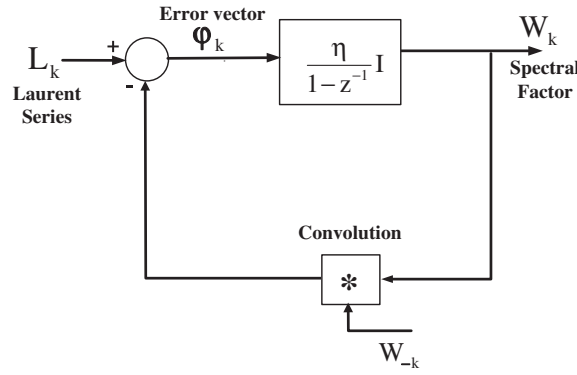 Error vector
φₖ
Lₖ
+
-
Laurent
Series
η
1 – z⁻¹
I
Wₖ
Spectral
Factor
Convolution
*
W₋ₖ